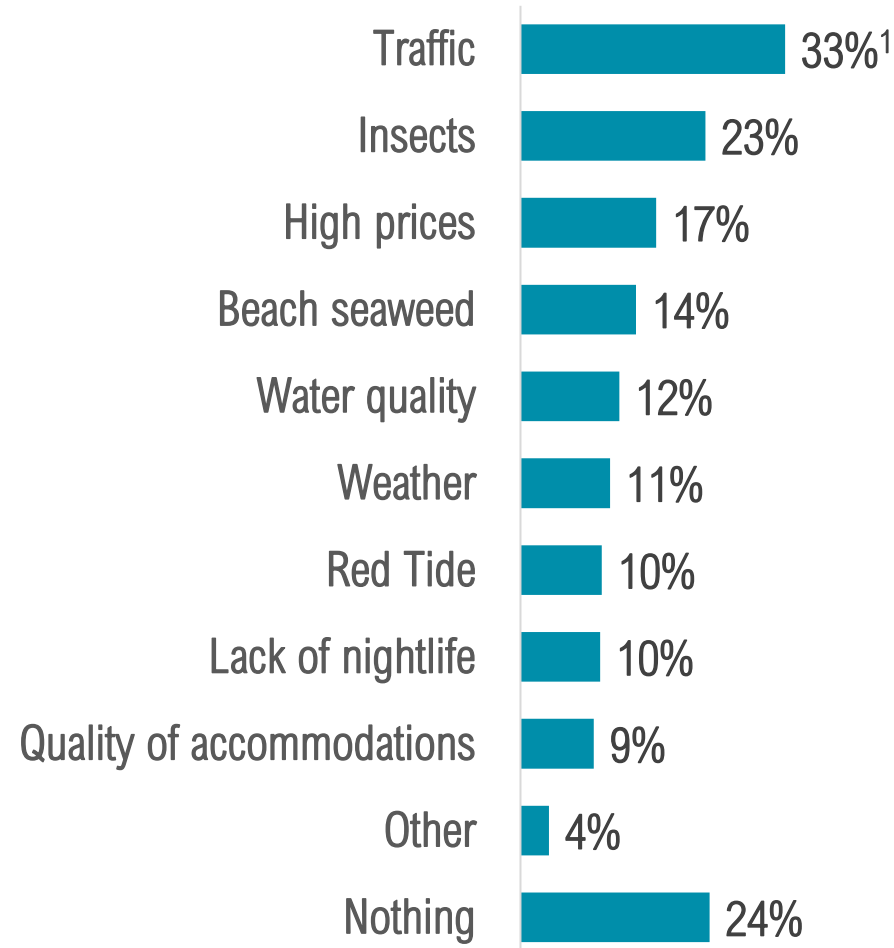 Traffic 33%¹
Insects 23%
High prices 17%
Beach seaweed 14%
Water quality 12%
Weather 11%
Red Tide 10%
Lack of nightlife 10%
Quality of accommodations 9%
Other 4%
Nothing 24%